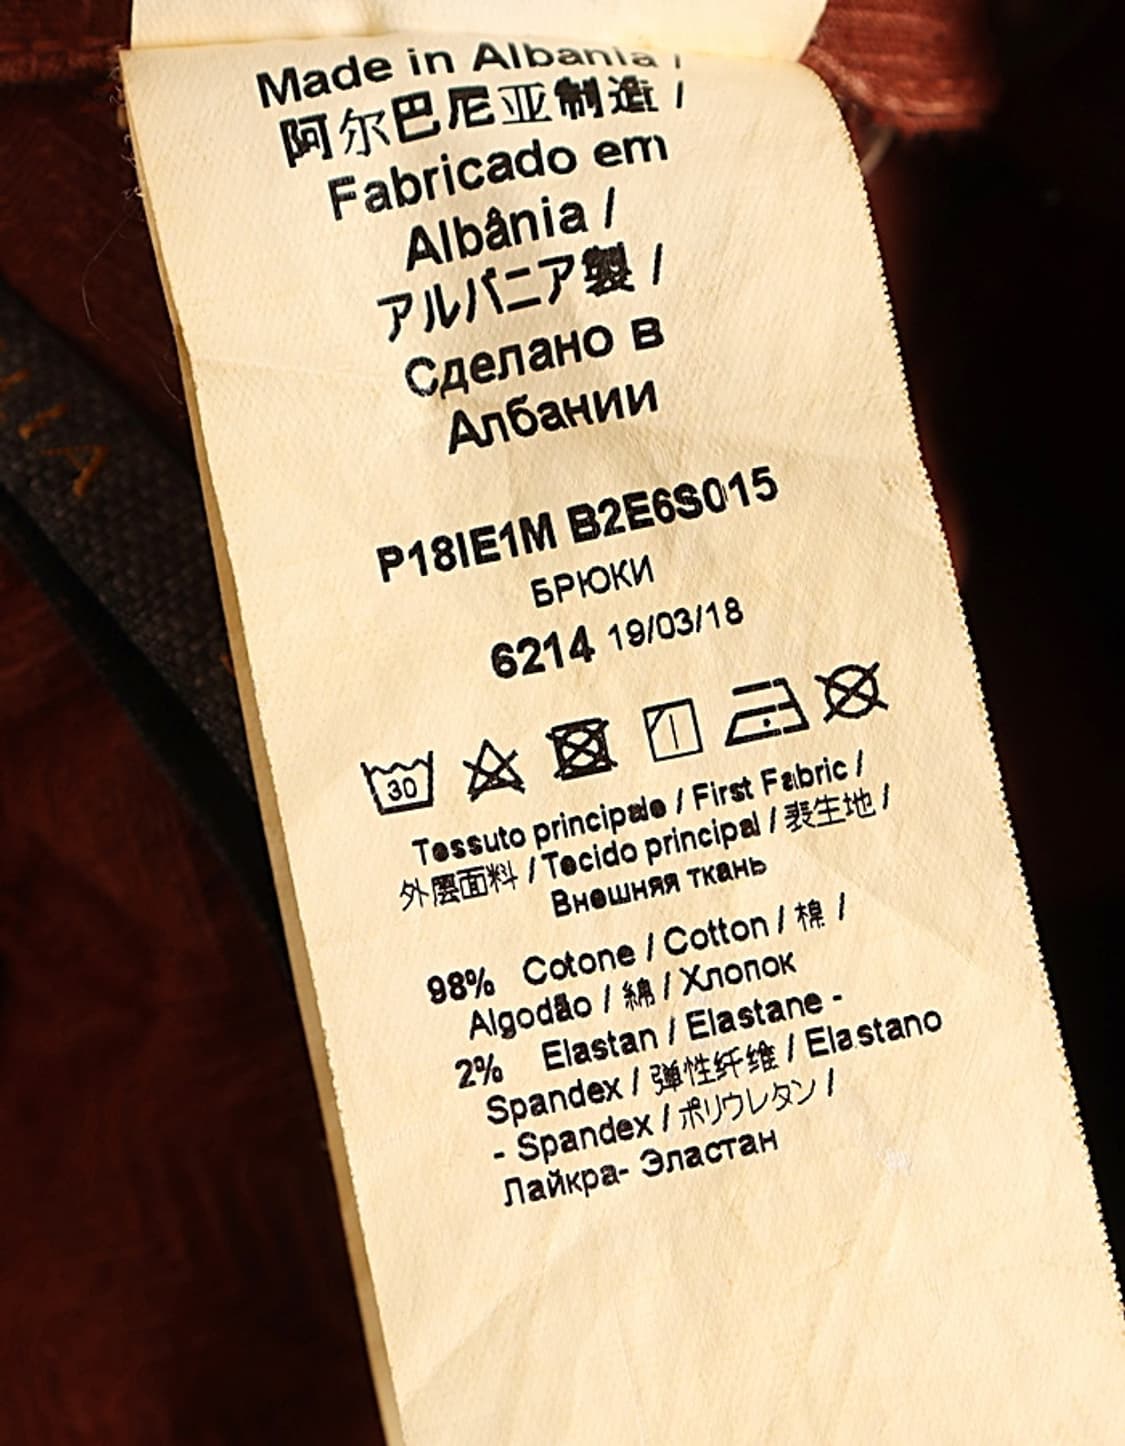 Made in Albania /
阿尔巴尼亚制造 /
Fabricado em
Albânia /
アルバニア製 /
Сделано в
Албании
P18IE1M B2E6S015
БРЮКИ
6214 19/03/18
30
Tessuto principale / First Fabric /
外层面料 / Tecido principal / 表生地 /
Внешняя ткань
98% Cotone / Cotton / 棉 /
Algodão / 綿 / Хлопок
2% Elastan / Elastane -
Spandex / 弹性纤维 / Elastano
- Spandex / ポリウレタン /
Лайкра- Эластан